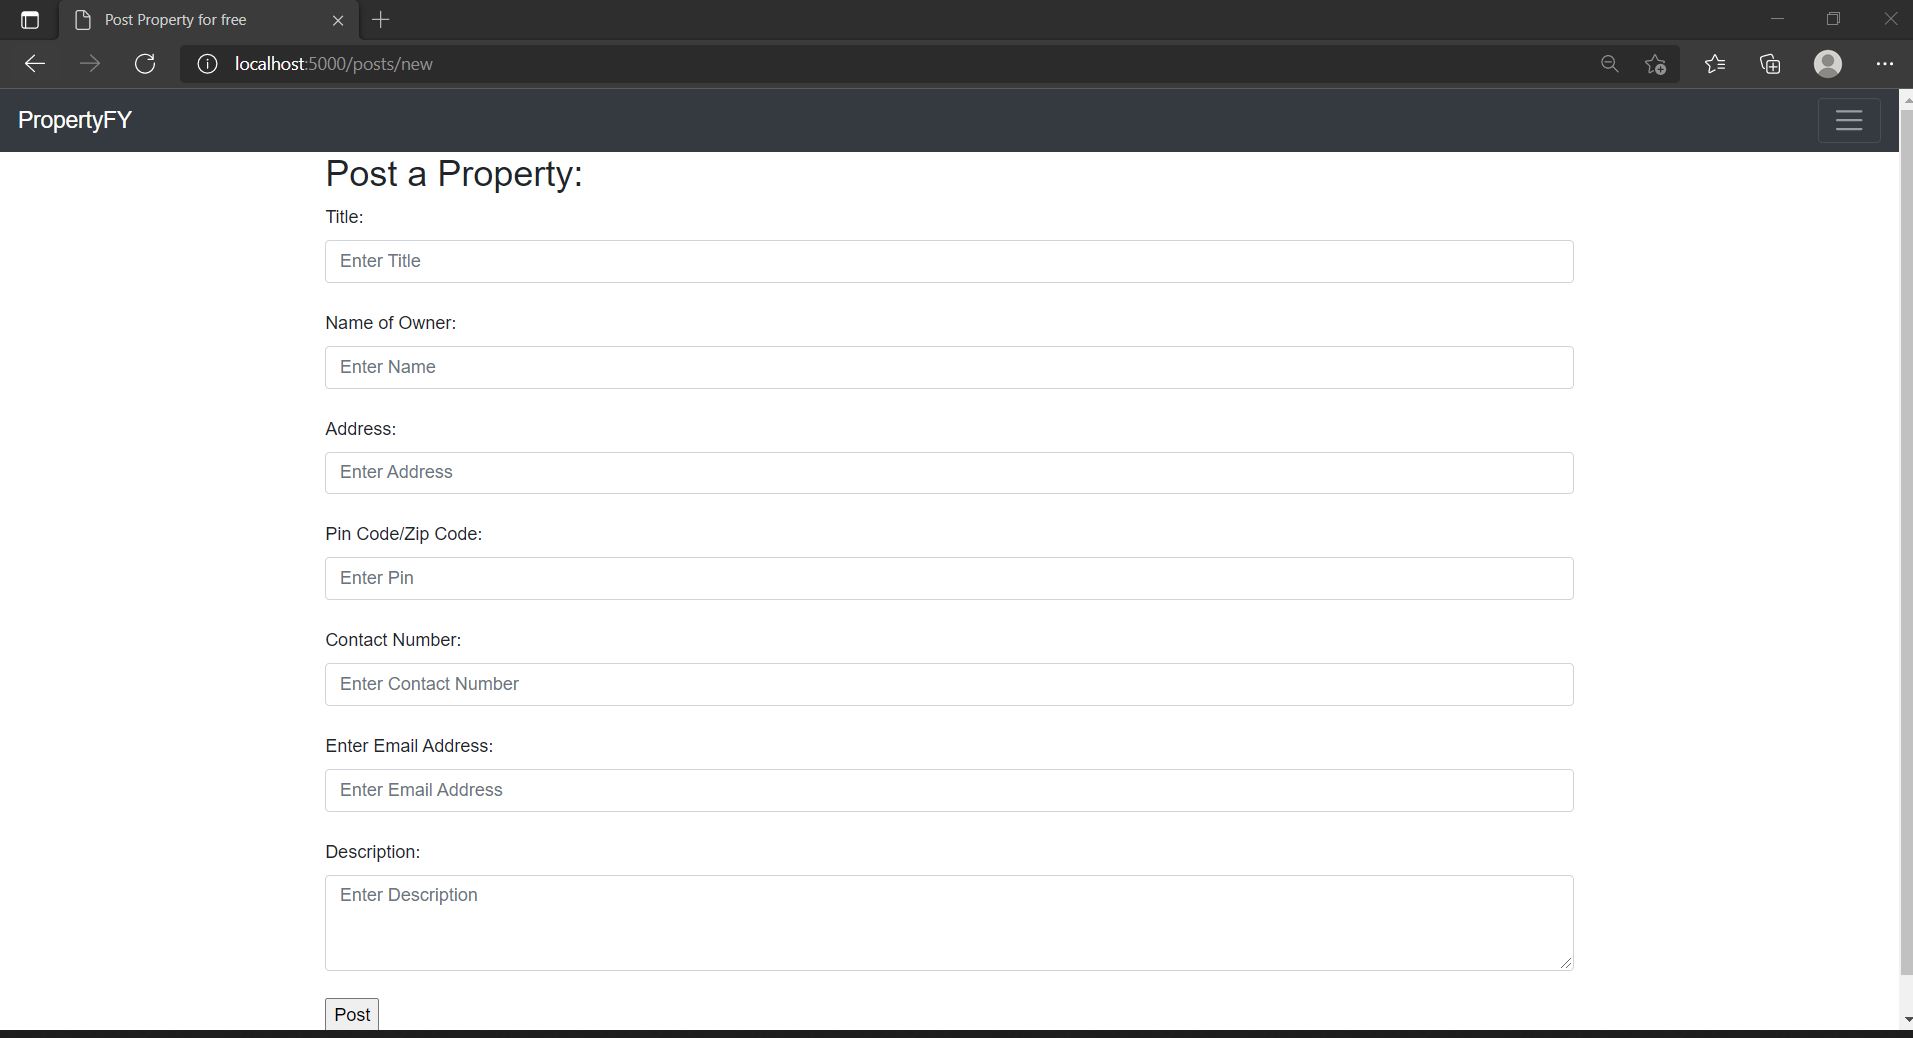 Post Property for free
localhost:5000/posts/new
PropertyFY
Post a Property:
Title:
Enter Title
Name of Owner:
Enter Name
Address:
Enter Address
Pin Code/Zip Code:
Enter Pin
Contact Number:
Enter Contact Number
Enter Email Address:
Enter Email Address
Description:
Enter Description
Post